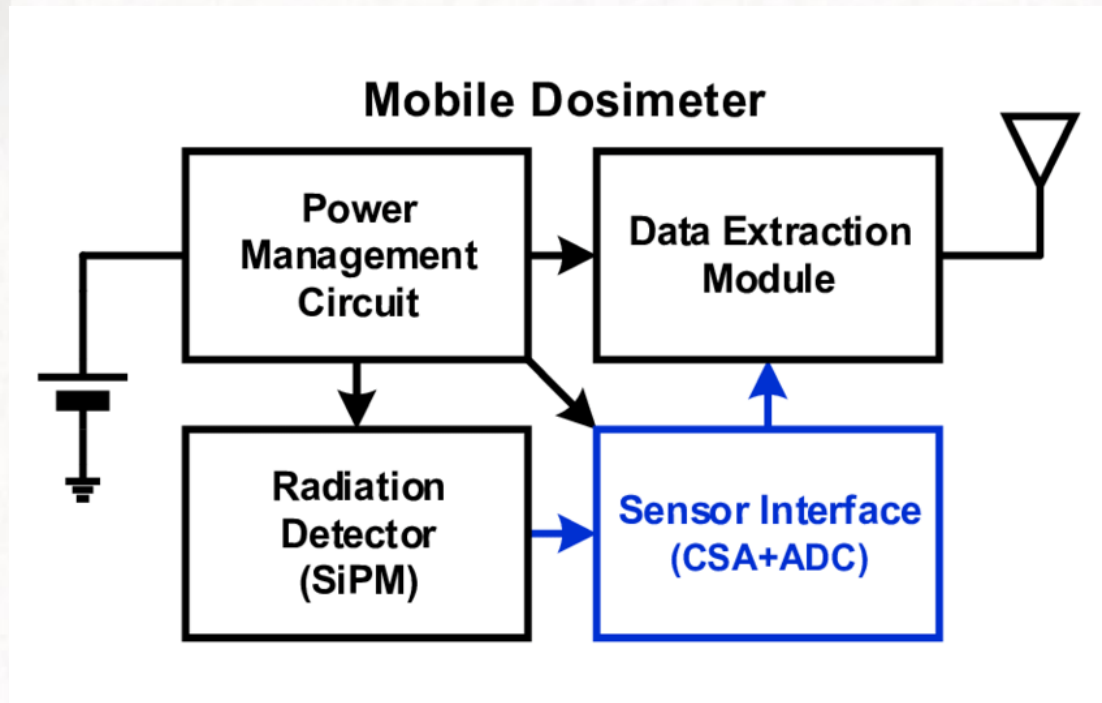 Mobile Dosimeter
Power
Management
Circuit
Data Extraction
Module
Radiation
Detector
(SiPM)
Sensor Interface
(CSA+ADC)